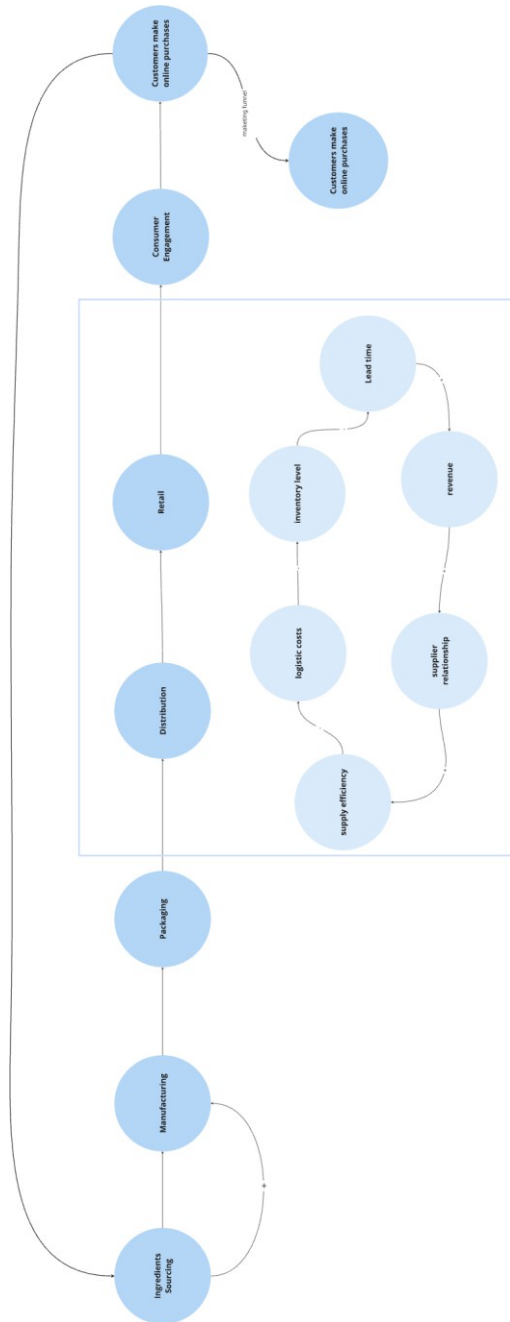 Ingredients
Sourcing
+
Manufacturing
Packaging
Distribution
Retail
Consumer
Engagement
Customers make
online purchases
maketing funnel
Customers make
online purchases
supply efficiency
-
logistic costs
-
inventory level
-
Lead time
+
revenue
+
supplier
relationship
+